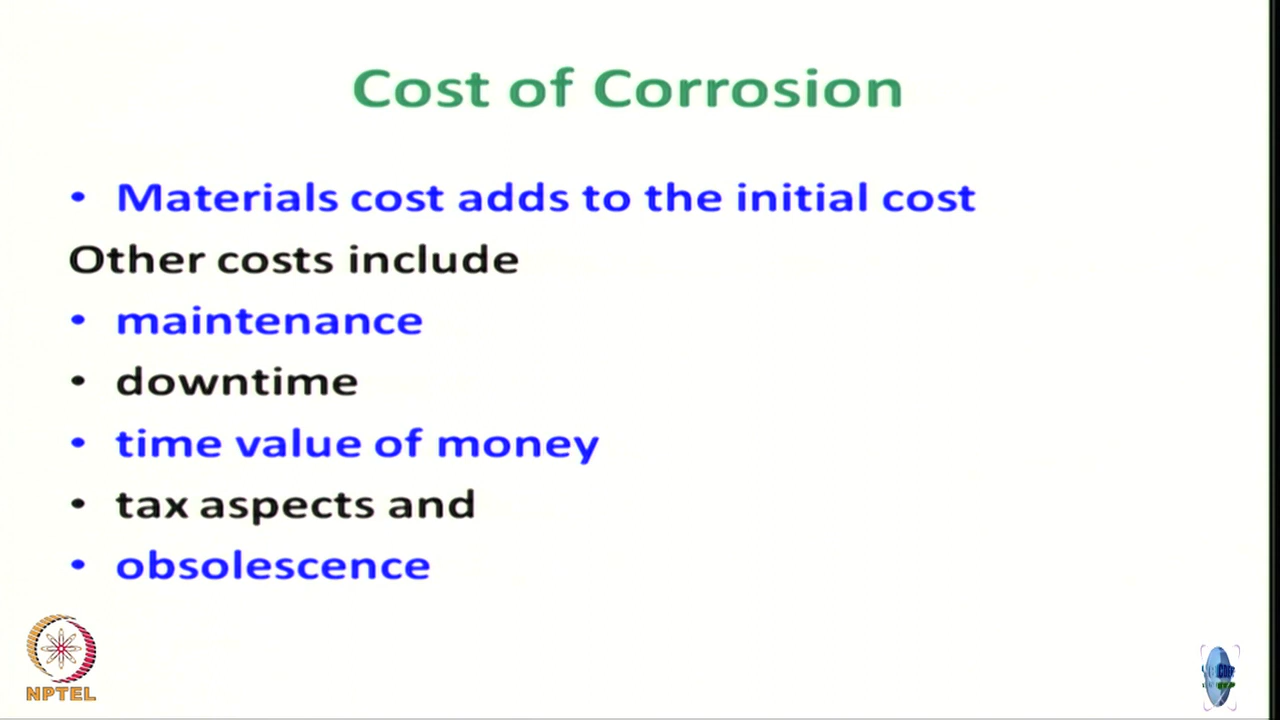 Cost of Corrosion
• Materials cost adds to the initial cost
Other costs include
• maintenance
• downtime
• time value of money
• tax aspects and
• obsolescence
NPTEL